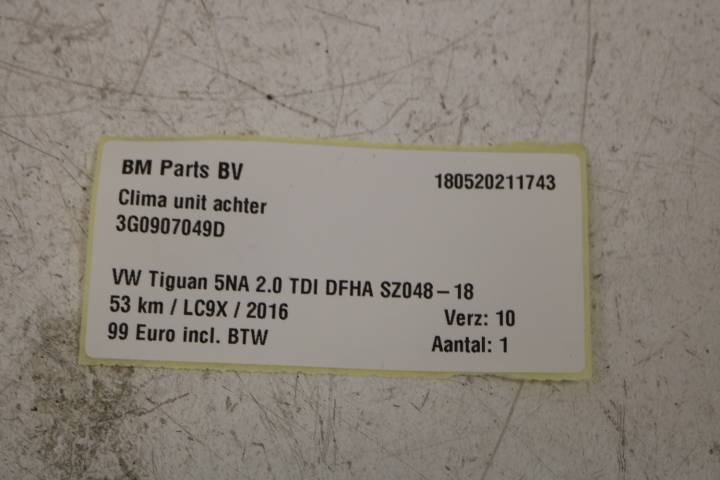 BM Parts BV 180520211743
Clima unit achter
3G0907049D
VW Tiguan 5NA 2.0 TDI DFHA SZ048-18
53 km / LC9X / 2016 Verz: 10
99 Euro incl. BTW Aantal: 1